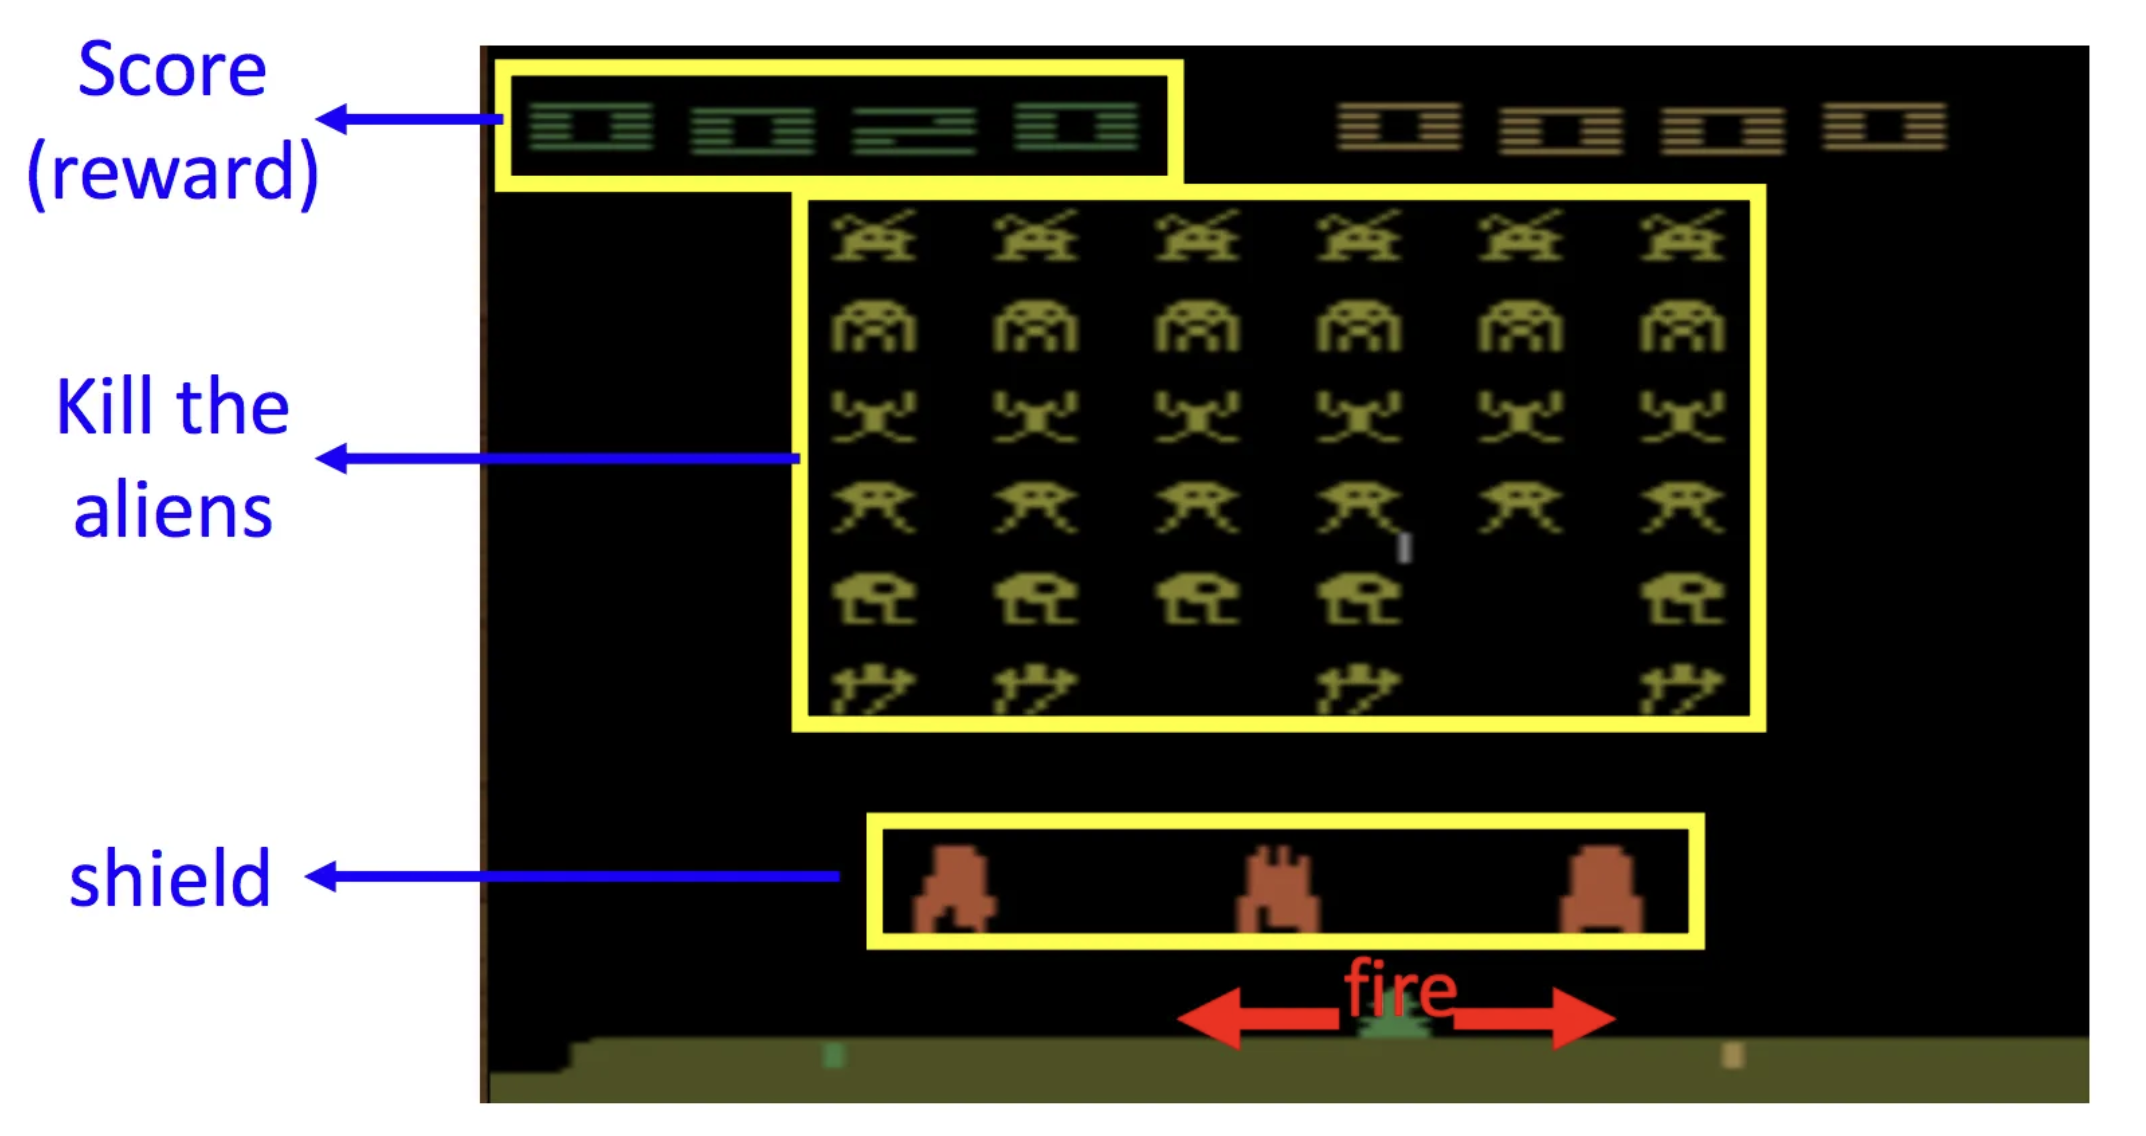 Score
(reward)
0020 0000
Kill the
aliens
shield
fire